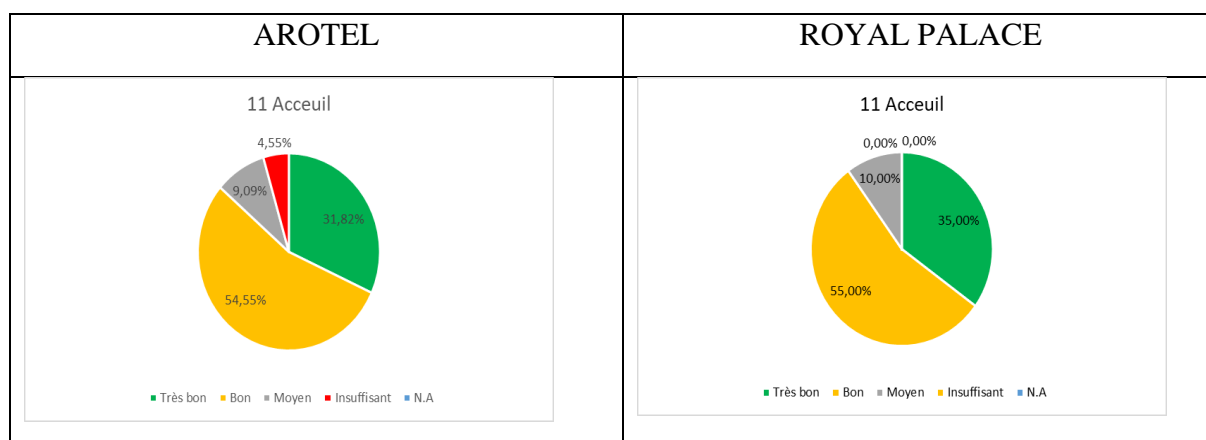 AROTEL
ROYAL PALACE
11 Acceuil
4,55%
9,09%
31,82%
54,55%
Très bon Bon Moyen Insuffisant N.A
11 Acceuil
0,00% 0,00%
10,00%
35,00%
55,00%
Très bon Bon Moyen Insuffisant N.A